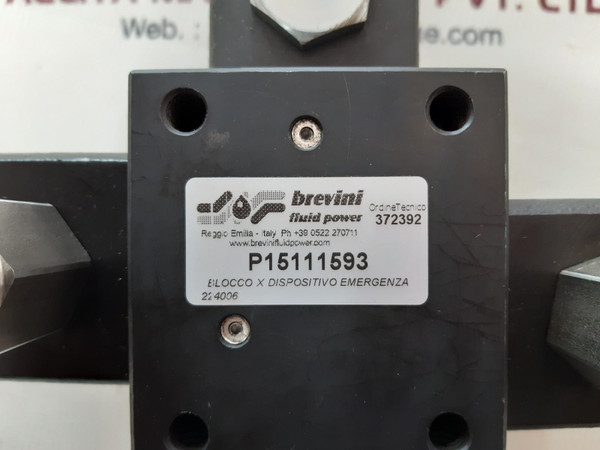 PVT.
Web. :
brevini
fluid power
OrdineTecnico
372392
Reggio Emilia - Italy Ph +39 0522 270711
www.brevinifluidpower.com
P15111593
BLOCCO X DISPOSITIVO EMERGENZA
224006